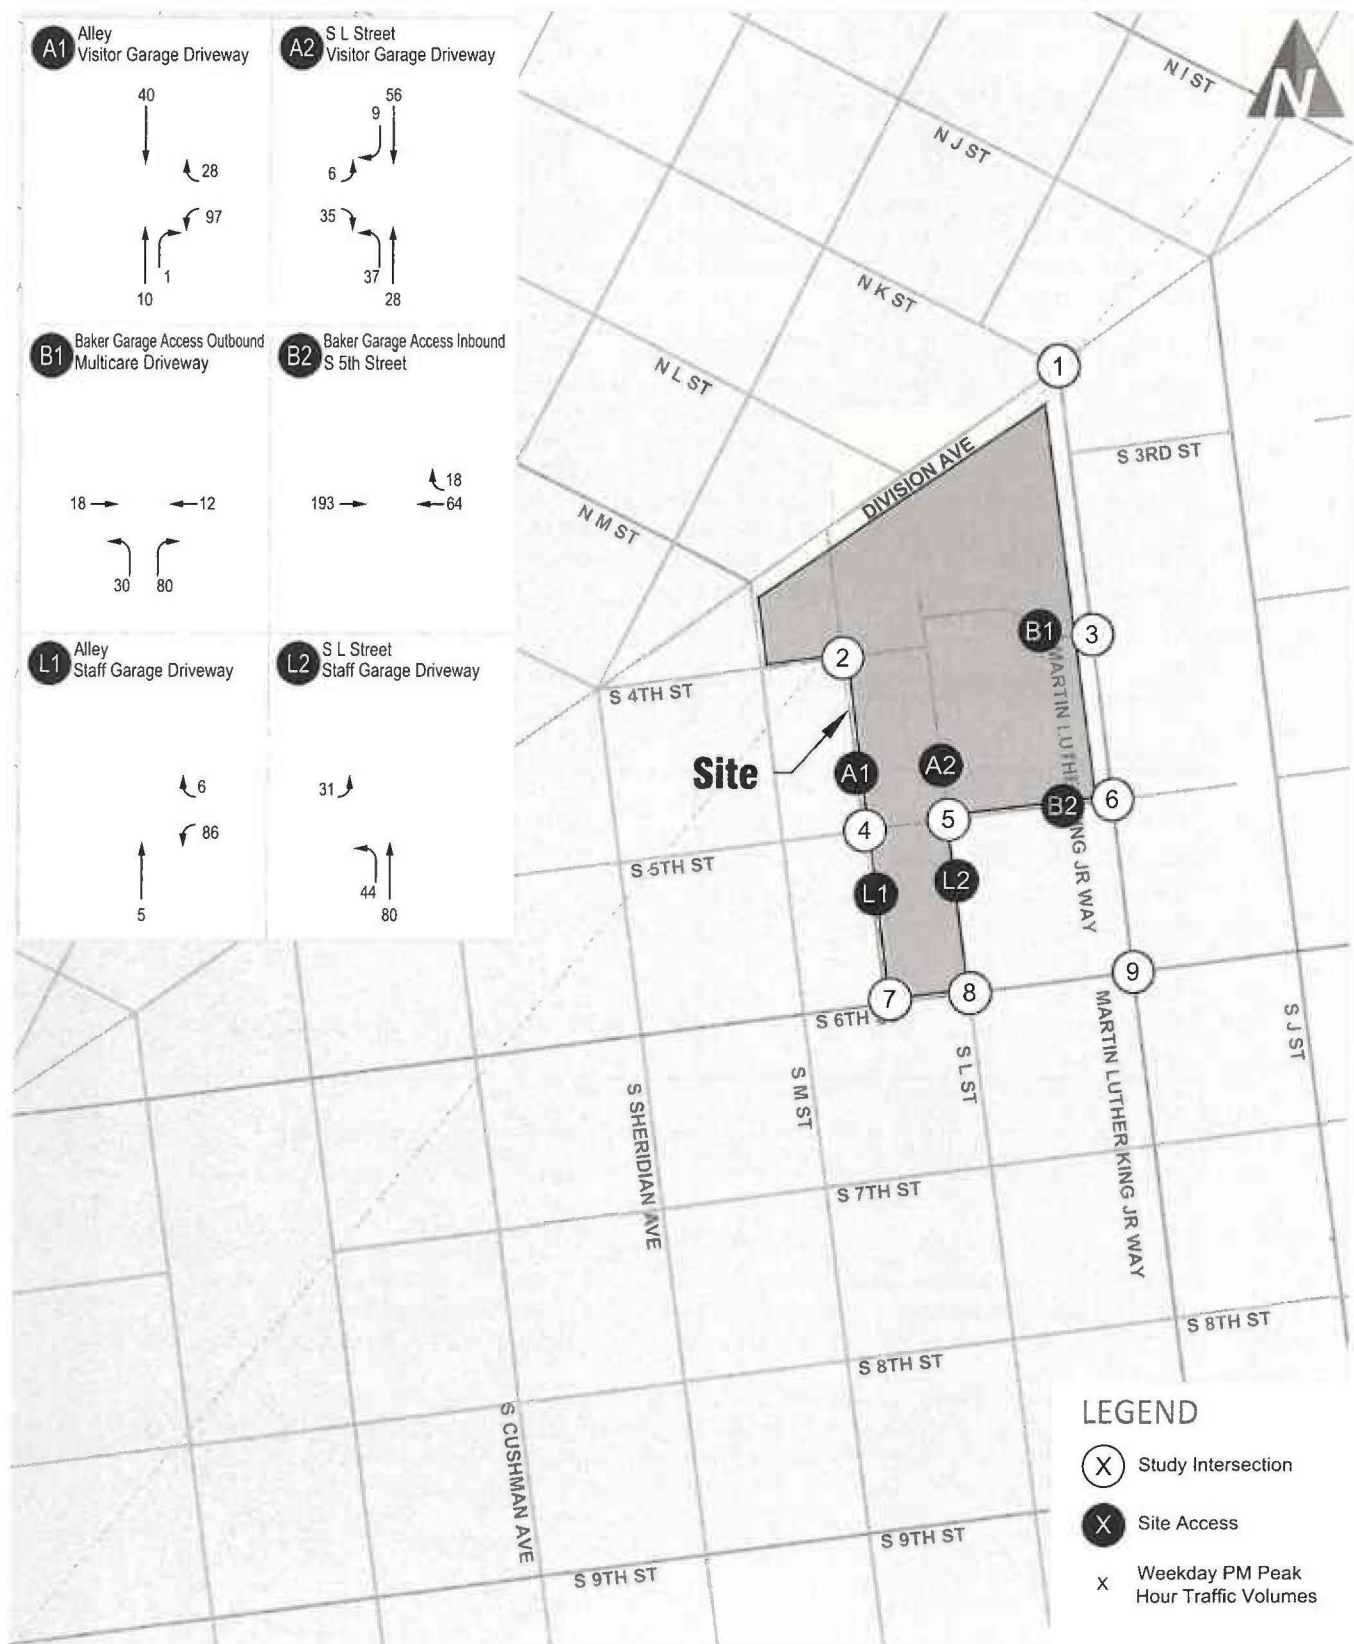 A1 Alley
Visitor Garage Driveway
40
28
97
1
10
A2 S L Street
Visitor Garage Driveway
56
9
6
35
37
28
B1 Baker Garage Access Outbound
Multicare Driveway
18
12
30
80
B2 Baker Garage Access Inbound
S 5th Street
18
193
64
L1 Alley
Staff Garage Driveway
6
86
5
L2 S L Street
Staff Garage Driveway
31
44
80
N
N I ST
N J ST
N K ST
N L ST
N M ST
DIVISION AVE
S 3RD ST
1
2
3
B1
S 4TH ST
MARTIN LUTHER KING JR WAY
Site
A1
A2
B2
6
4
5
S 5TH ST
L1
L2
7
8
9
S 6TH
S SHERIDIAN AVE
S M ST
S L ST
MARTIN LUTHER KING JR WAY
S J ST
S 7TH ST
S 8TH ST
S 8TH ST
S CUSHMAN AVE
S 9TH ST
S 9TH ST
LEGEND
X Study Intersection
X Site Access
X Weekday PM Peak
Hour Traffic Volumes